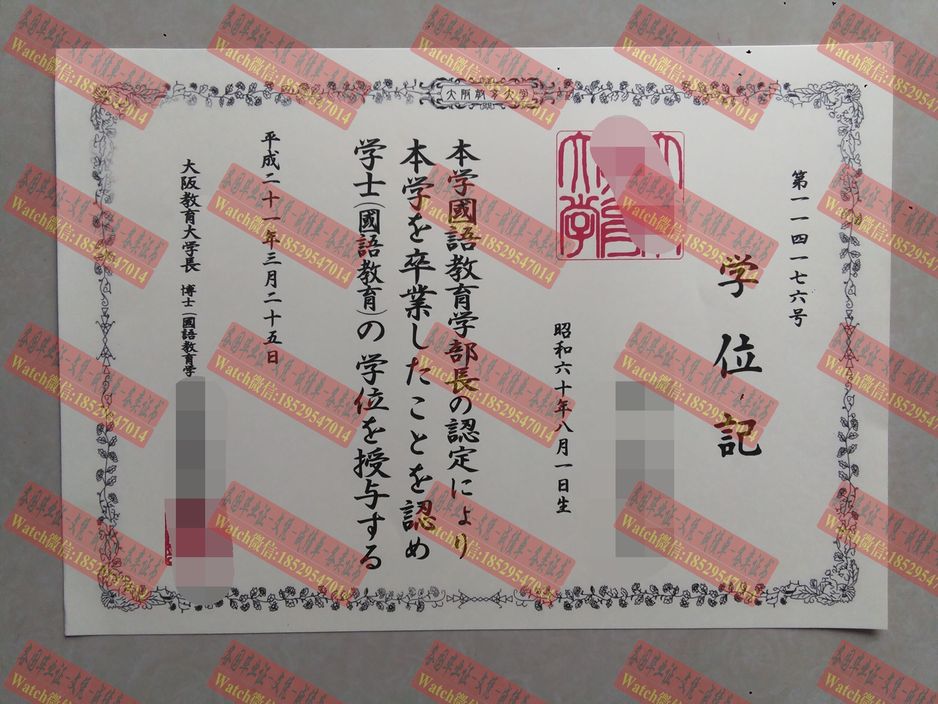 大阪教育大学
第一一四一七六号
学位記
昭和六十年八月一日生
本学國語教育学部長の認定により
本学を卒業したことを認め
学士(國語教育)の学位を授与する
平成二十一年三月二十五日
大阪教育大学長 博士(國語教育学
Watch微信:18529547014